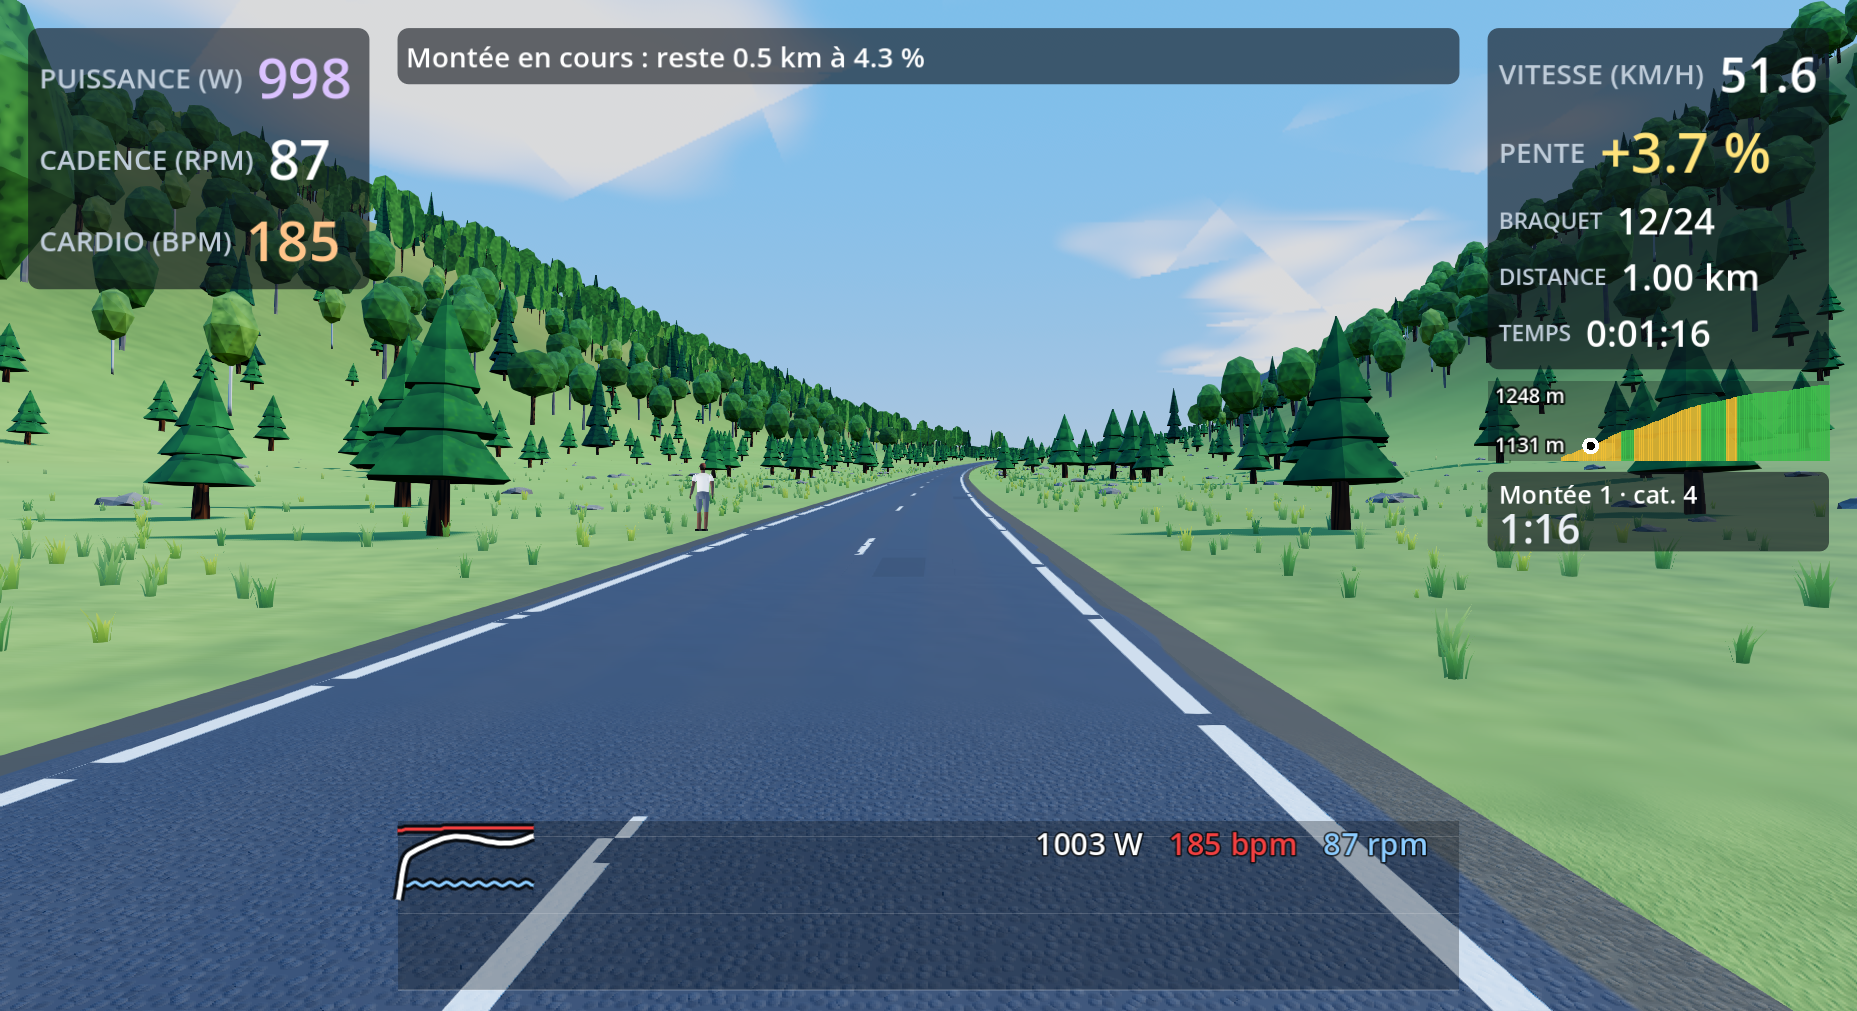 PUISSANCE (W) 998
CADENCE (RPM) 87
CARDIO (BPM) 185
Montée en cours : reste 0.5 km à 4.3 %
VITESSE (KM/H) 51.6
PENTE +3.7 %
BRAQUET 12/24
DISTANCE 1.00 km
TEMPS 0:01:16
1248 m
1131 m
Montée 1 · cat. 4
1:16
1003 W 185 bpm 87 rpm